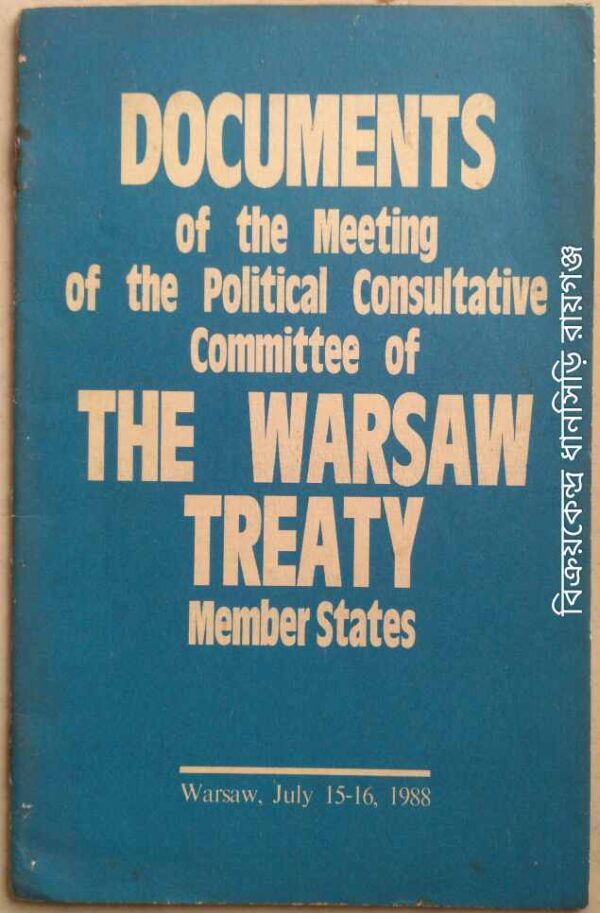 DOCUMENTS
of the Meeting
of the Political Consultative
Committee of
THE WARSAW
TREATY
Member States
Warsaw, July 15-16, 1988
বিক্রয়কেন্দ্র ধানসিড়ি রায়গঞ্জ